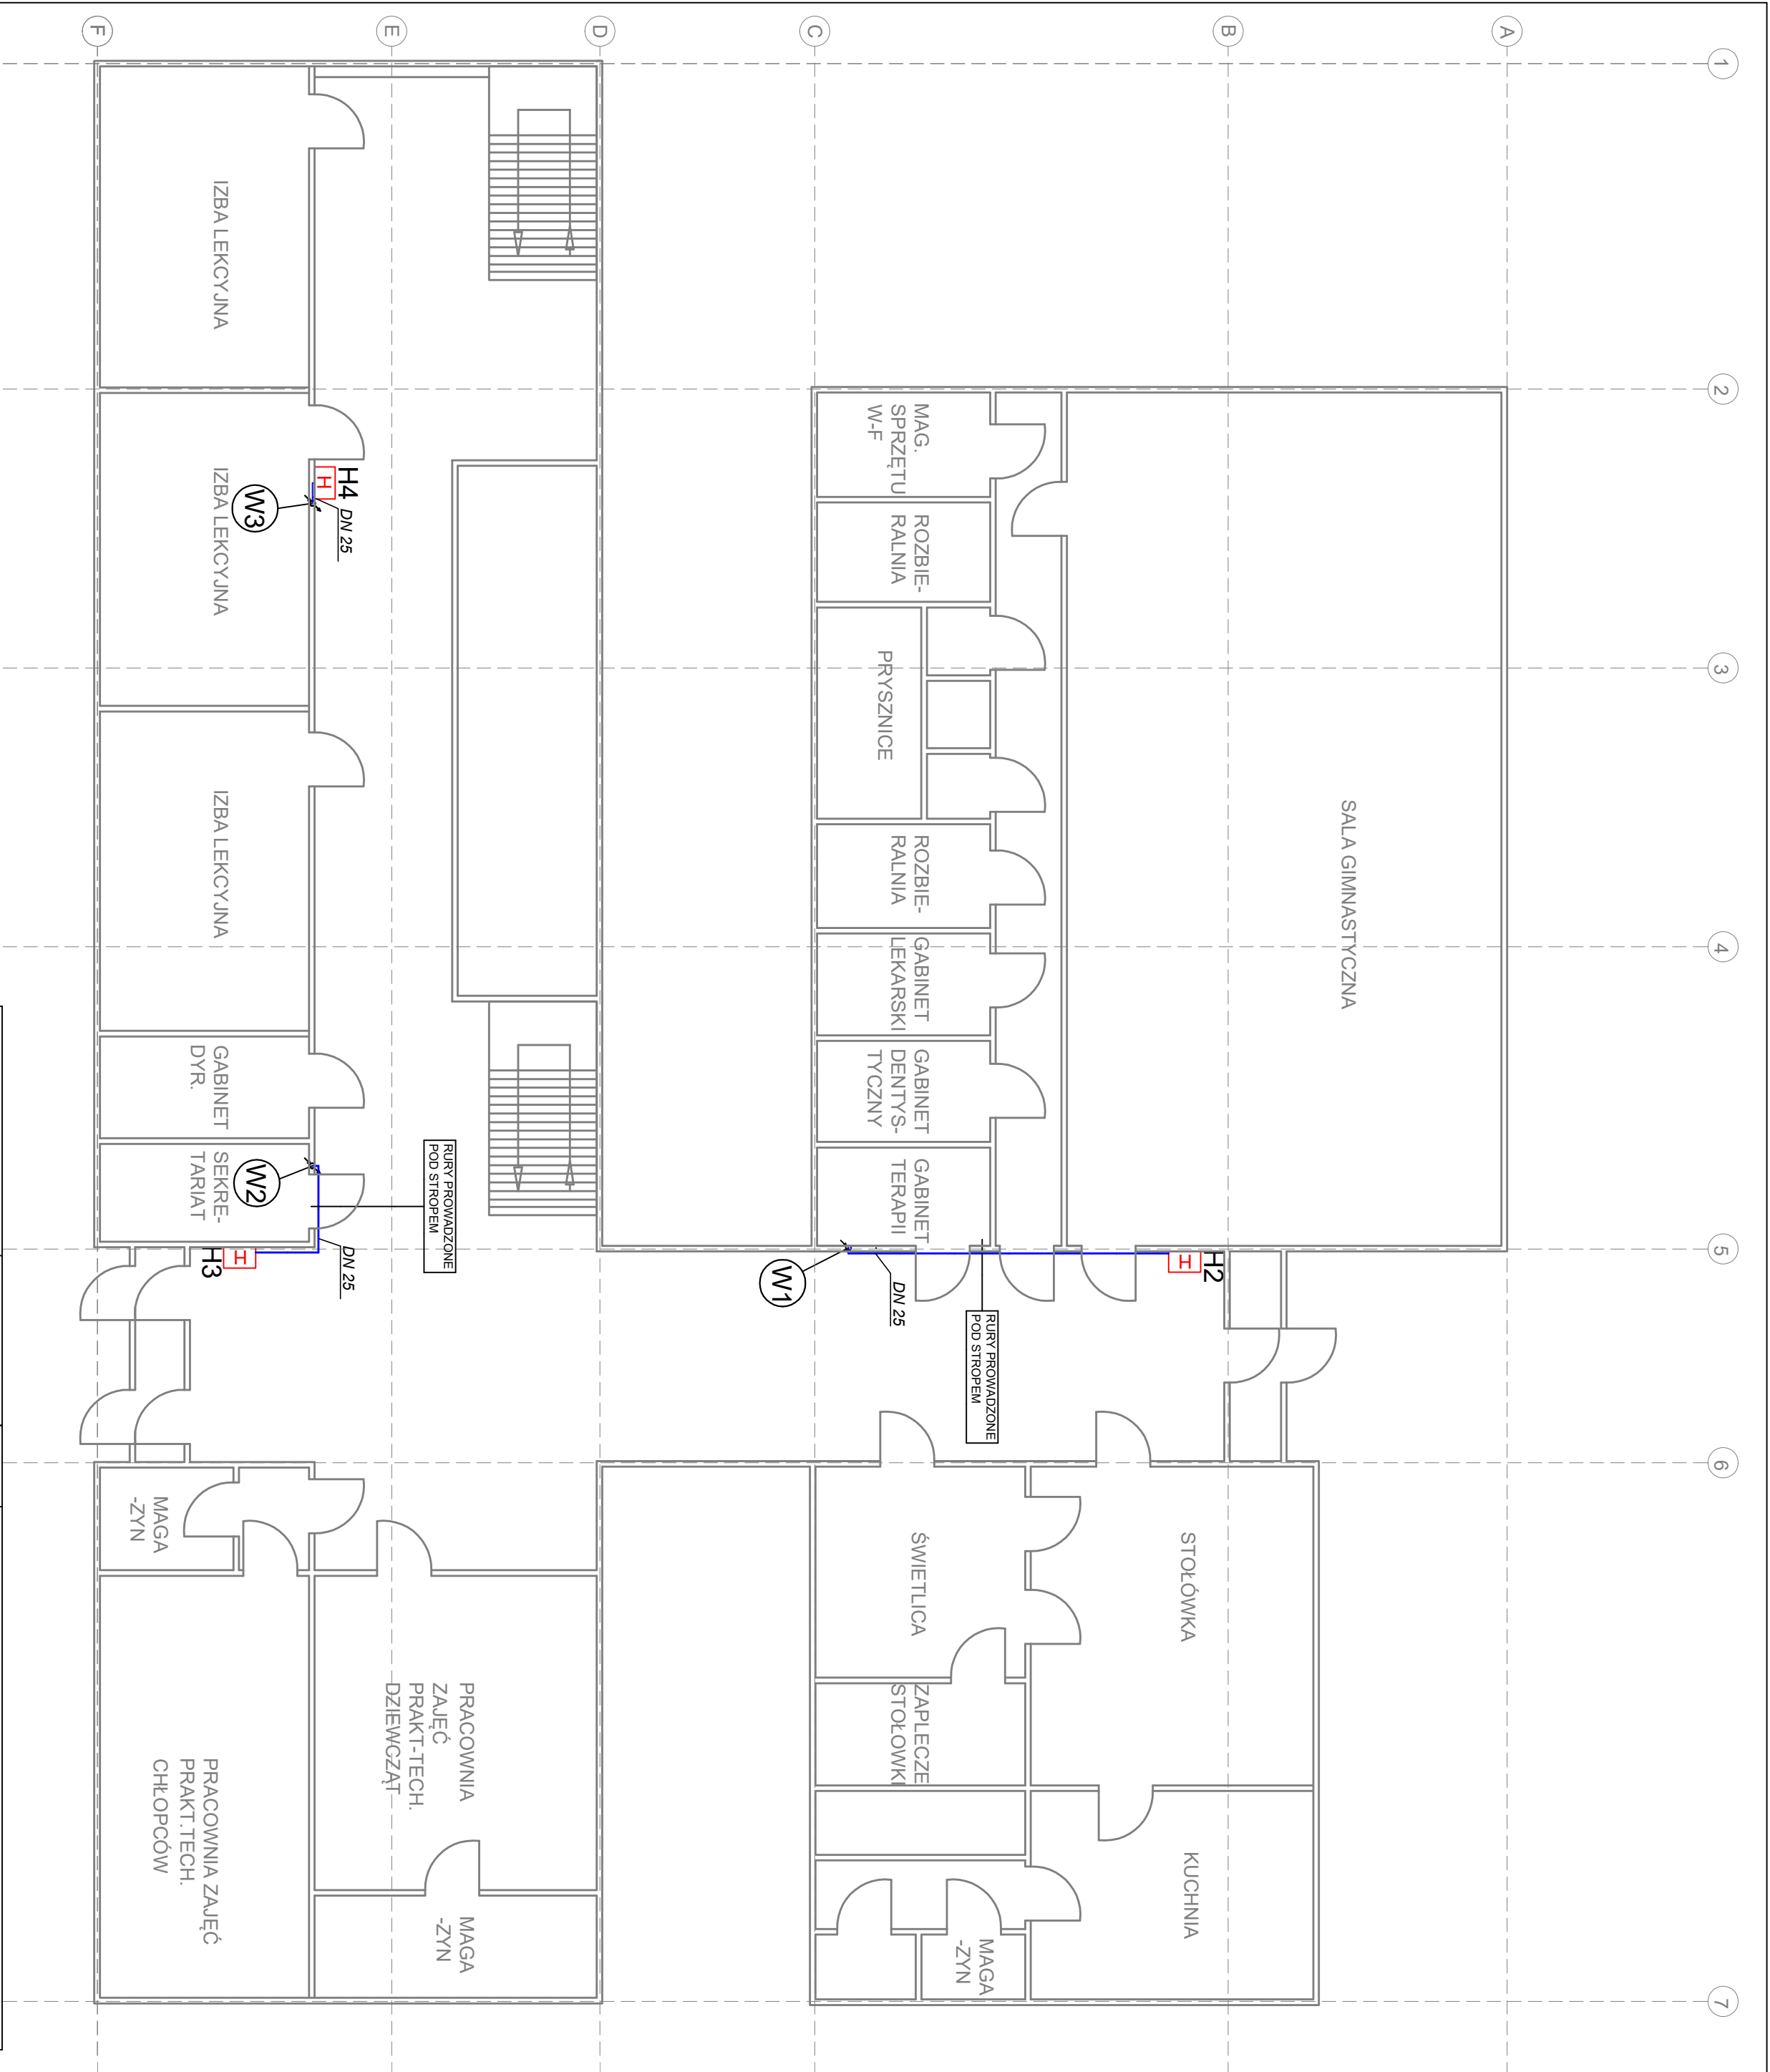 1
2
3
4
5
6
7
A
B
C
D
E
F
SALA GIMNASTYCZNA
MAG.
SPRZĘTU
W-F
ROZBIE-
RALNIA
PRYSZNICE
ROZBIE-
RALNIA
GABINET
LEKARSKI
GABINET
DENTYS-
TYCZNY
GABINET
TERAPII
H2
H
RURY PROWADZONE
POD STROPEM
DN 25
W1
STOŁÓWKA
KUCHNIA
ŚWIETLICA
ZAPLECZE
STOŁOWKI
MAGA
-ZYN
IZBA LEKCYJNA
IZBA LEKCYJNA
IZBA LEKCYJNA
H4
H
DN 25
W3
GABINET
DYR.
SEKRE-
TARIAT
RURY PROWADZONE
POD STROPEM
DN 25
W2
H
H3
MAGA
-ZYN
PRACOWNIA
ZAJĘĆ
PRAKT-TECH.
DZIEWCZĄT
MAGA
-ZYN
PRACOWNIA ZAJĘĆ
PRAKT.TECH.
CHŁOPCÓW